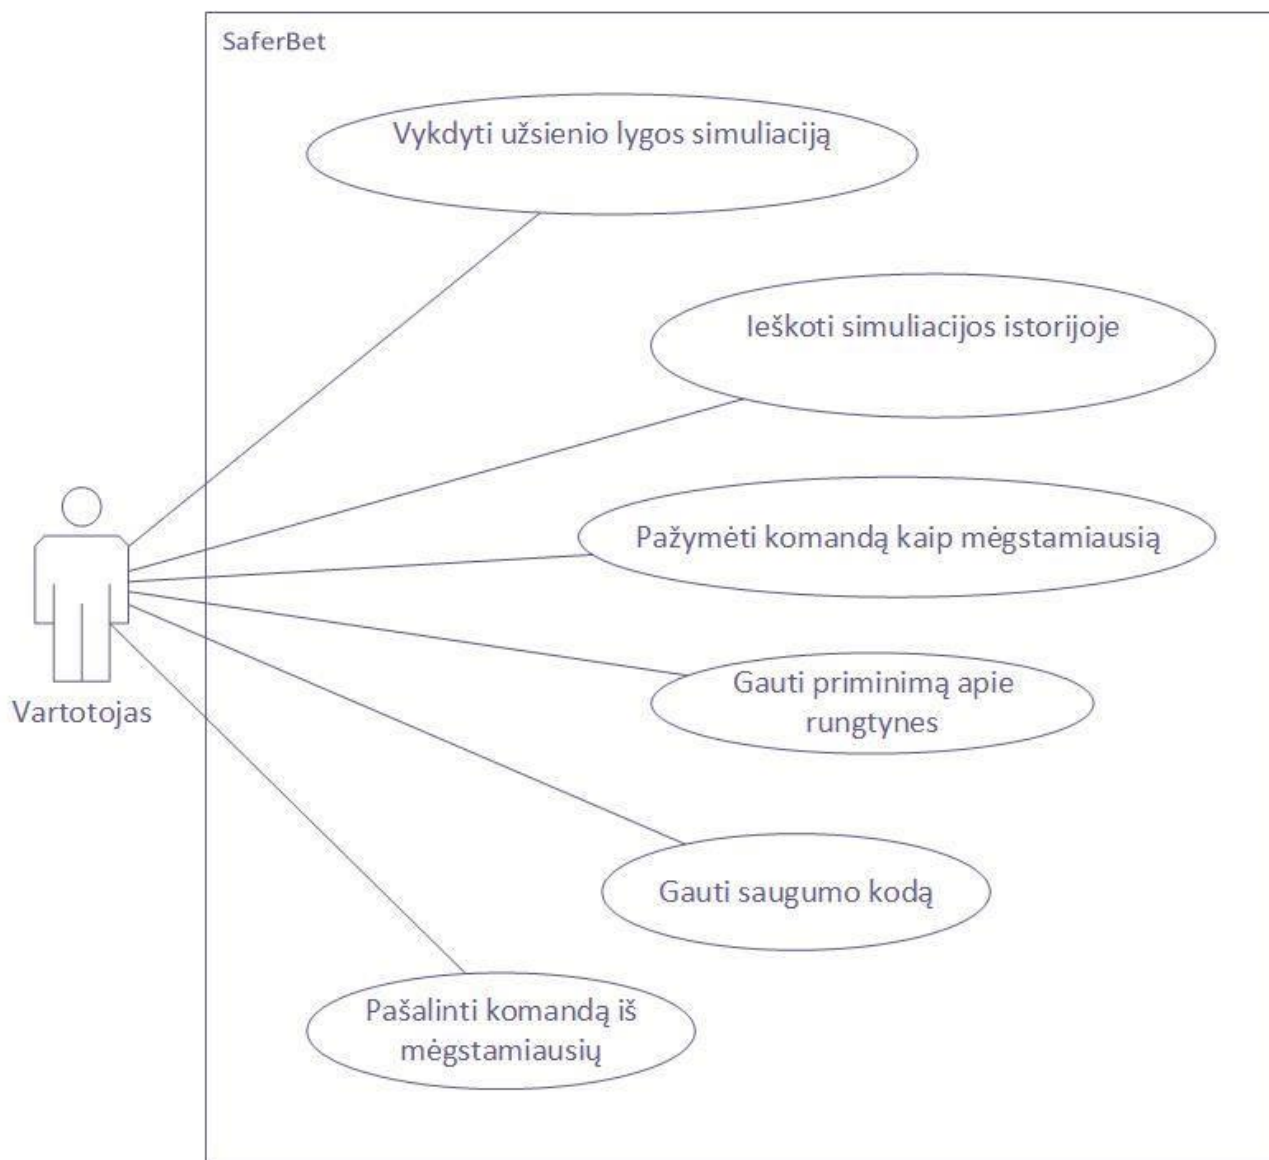 SaferBet
Vykdyti užsienio lygos simuliaciją
Ieškoti simuliacijos istorijoje
Pažymėti komandą kaip mėgstamiausią
Gauti priminimą apie
rungtynes
Vartotojas
Gauti saugumo kodą
Pašalinti komandą iš
mėgstamiausių